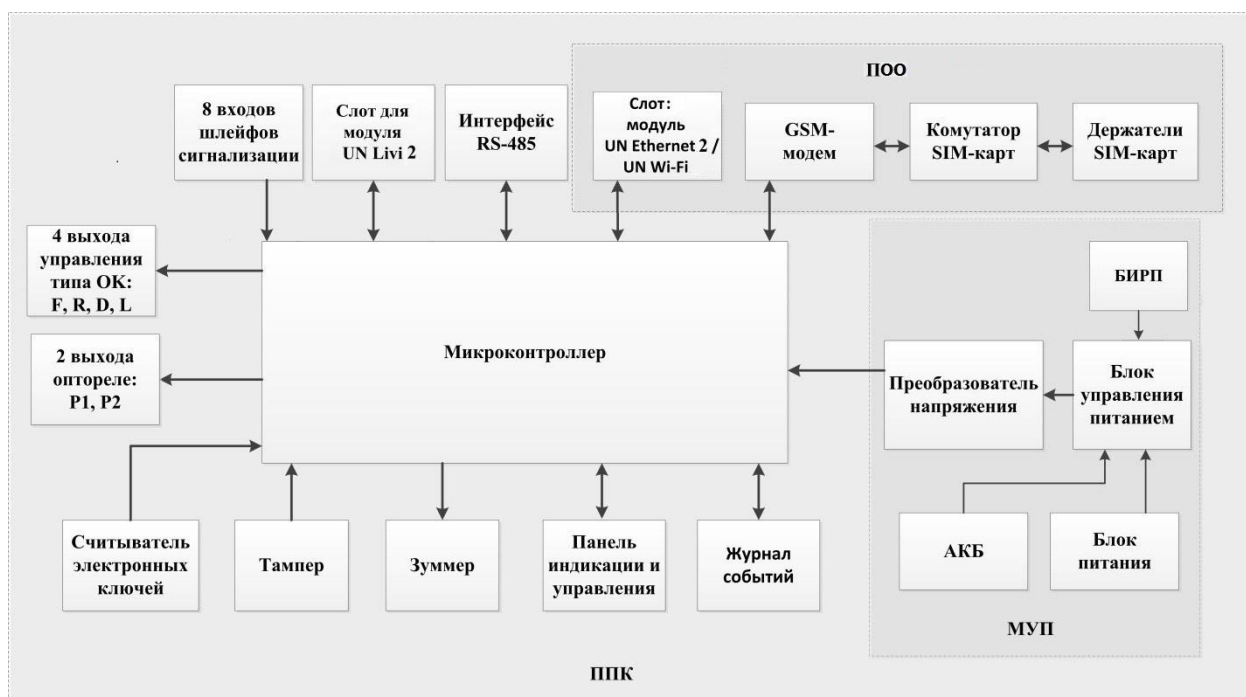 ПОО
8 входов
шлейфов
сигнализации
Слот для
модуля
UN Livi 2
Интерфейс
RS-485
Слот:
модуль
UN Ethernet 2 /
UN Wi-Fi
GSM-
модем
Комутатор
SIM-карт
Держатели
SIM-карт
4 выхода
управления
типа ОК:
F, R, D, L
2 выхода
оптореле:
P1, P2
Микроконтроллер
БИРП
Преобразователь
напряжения
Блок
управления
питанием
Считыватель
электронных
ключей
Тампер
Зуммер
Панель
индикации и
управления
Журнал
событий
АКБ
Блок
питания
МУП
ППК